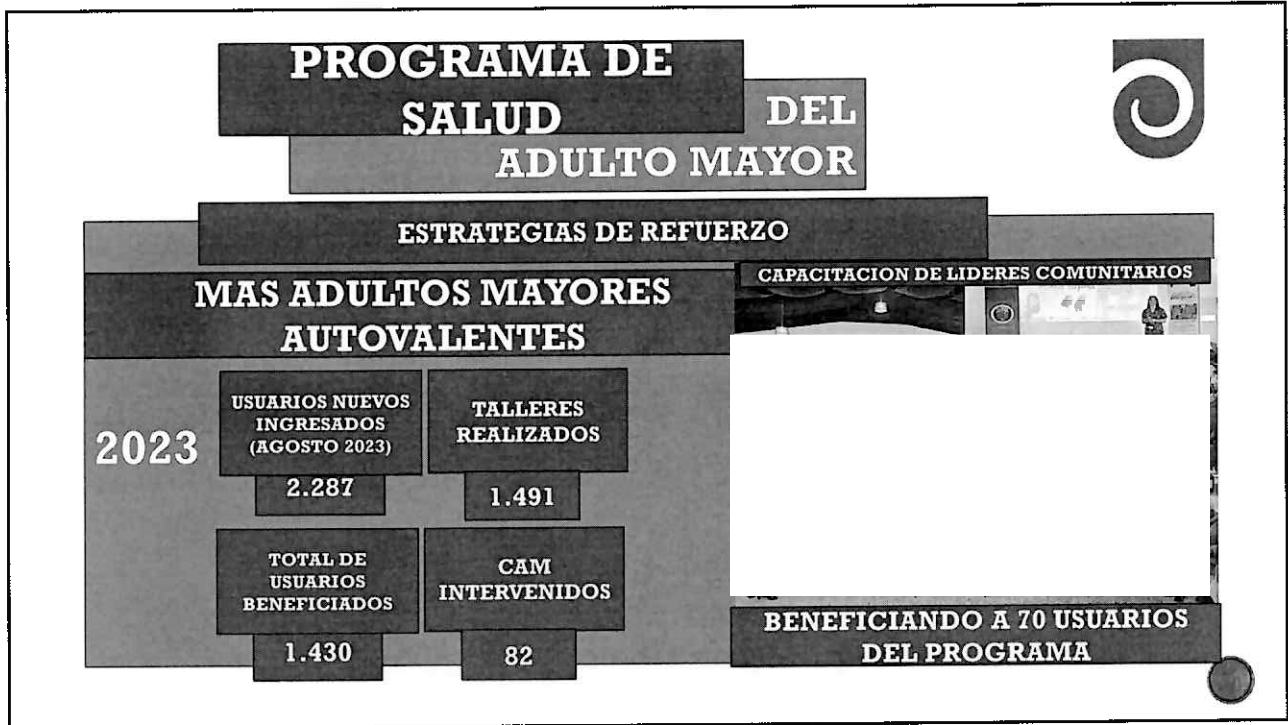 PROGRAMA DE
SALUD
DEL
ADULTO MAYOR
ESTRATEGIAS DE REFUERZO
MAS ADULTOS MAYORES
AUTOVALENTES
2023
USUARIOS NUEVOS
INGRESADOS
(AGOSTO 2023)
2.287
TALLERES
REALIZADOS
1.491
TOTAL DE
USUARIOS
BENEFICIADOS
1.430
CAM
INTERVENIDOS
82
CAPACITACION DE LIDERES COMUNITARIOS
BENEFICIANDO A 70 USUARIOS
DEL PROGRAMA